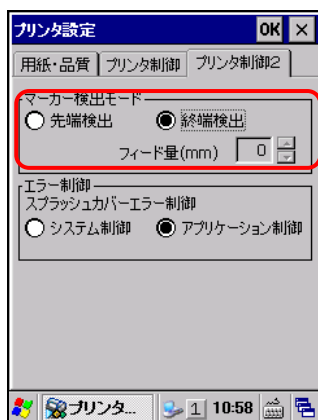 プリンタ設定 OK ×
用紙・品質 プリンタ制御 プリンタ制御2
マーカー検出モード
先端検出 終端検出
フィード量(mm) 0
エラー制御
スプラッシュカバーエラー制御
システム制御 アプリケーション制御
プリンタ... 1 10:58